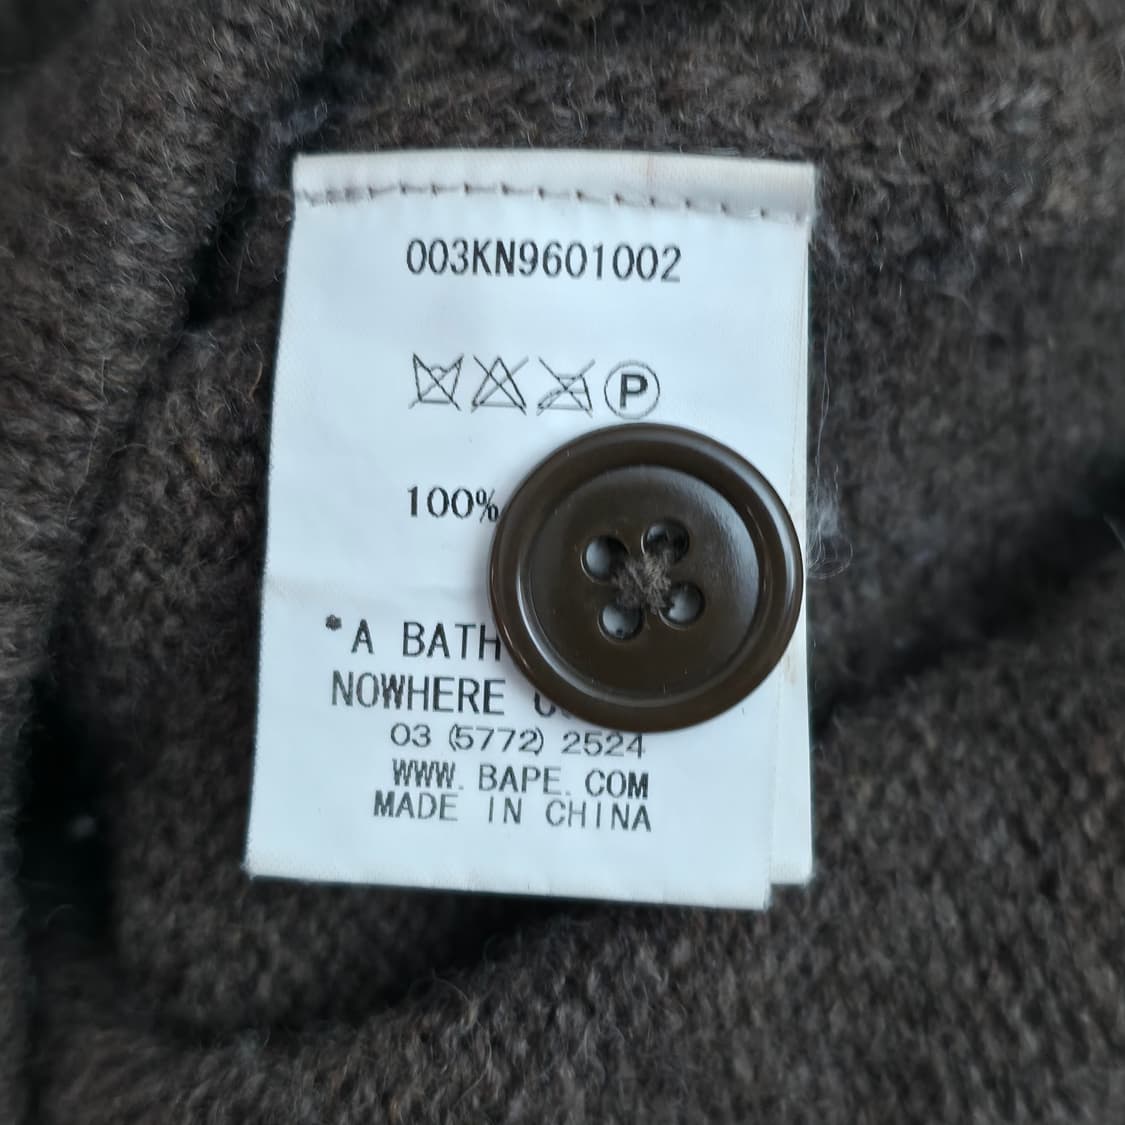 003KN9601002
P
100%
*A BATH
NOWHERE
03 (5772) 2524
WWW. BAPE. COM
MADE IN CHINA